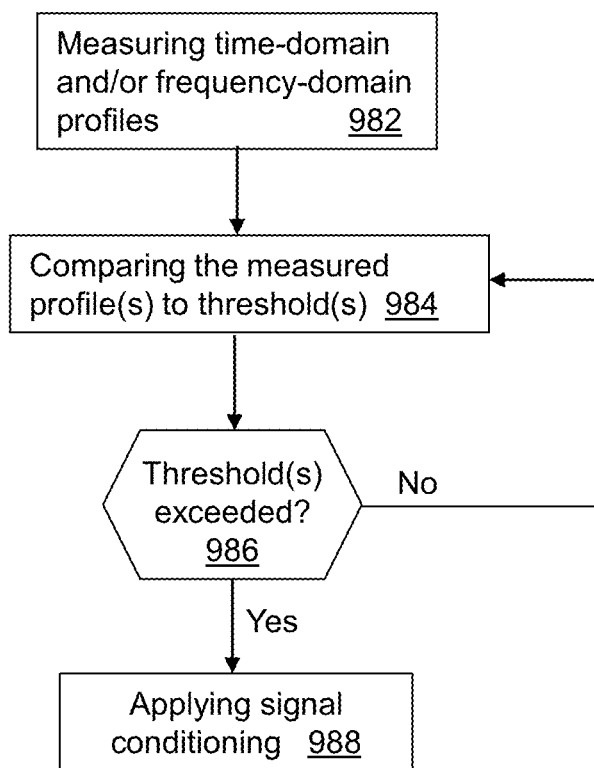 Measuring time-domain
and/or frequency-domain
profiles 982
Comparing the measured
profile(s) to threshold(s) 984
Threshold(s)
exceeded?
986
No
Yes
Applying signal
conditioning 988